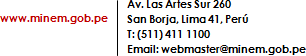 www.minem.gob.pe
Av. Las Artes Sur 260
San Borja, Lima 41, Perú
T: (511) 411 1100
Email: webmaster@minem.gob.pe